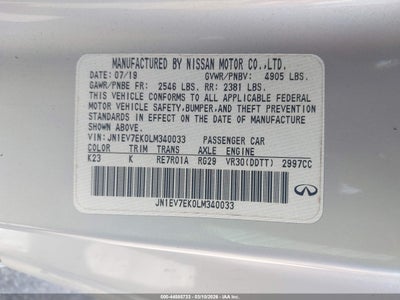 MANUFACTURED BY NISSAN MOTOR CO.,LTD.
DATE: 07/19 GVWR/PNBV: 4905 LBS.
GAWR/PNBE FR: 2546 LBS. RR: 2381 LBS.
THIS VEHICLE CONFORMS TO ALL APPLICABLE FEDERAL
MOTOR VEHICLE SAFETY, BUMPER, AND THEFT PREVENTION
STANDARDS IN EFFECT ON THE DATE OF MANUFACTURE
SHOWN ABOVE.
VIN: JN1EV7EK0LM340033 PASSENGER CAR
COLOR TRIM TRANS AXLE ENGINE
K23 K RE7R01A RG29 VR30(DDTT) 2997CC
JN1EV7EK0LM340033
INFINITI